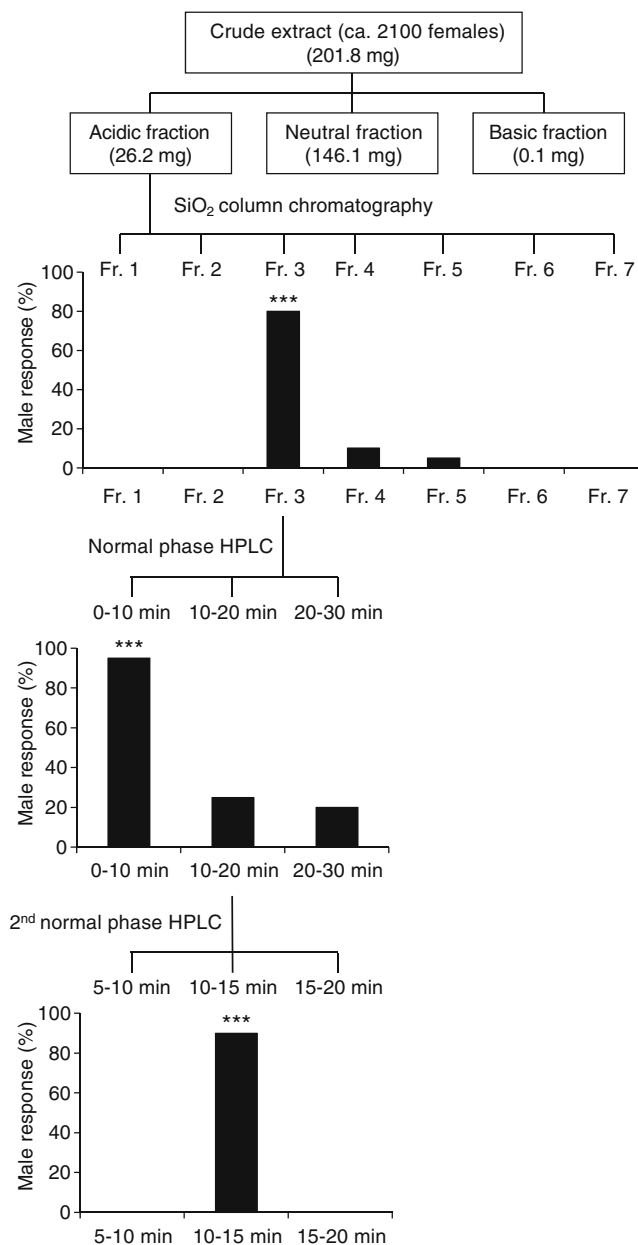 Crude extract (ca. 2100 females)
(201.8 mg)
Acidic fraction
(26.2 mg)
Neutral fraction
(146.1 mg)
Basic fraction
(0.1 mg)
SiO₂ column chromatography
Fr. 1 Fr. 2 Fr. 3 Fr. 4 Fr. 5 Fr. 6 Fr. 7
Male response (%)
100
80
60
40
20
0
***
Fr. 1 Fr. 2 Fr. 3 Fr. 4 Fr. 5 Fr. 6 Fr. 7
Normal phase HPLC
0-10 min 10-20 min 20-30 min
Male response (%)
100
80
60
40
20
0
***
0-10 min 10-20 min 20-30 min
2nd normal phase HPLC
5-10 min 10-15 min 15-20 min
Male response (%)
100
80
60
40
20
0
***
5-10 min 10-15 min 15-20 min